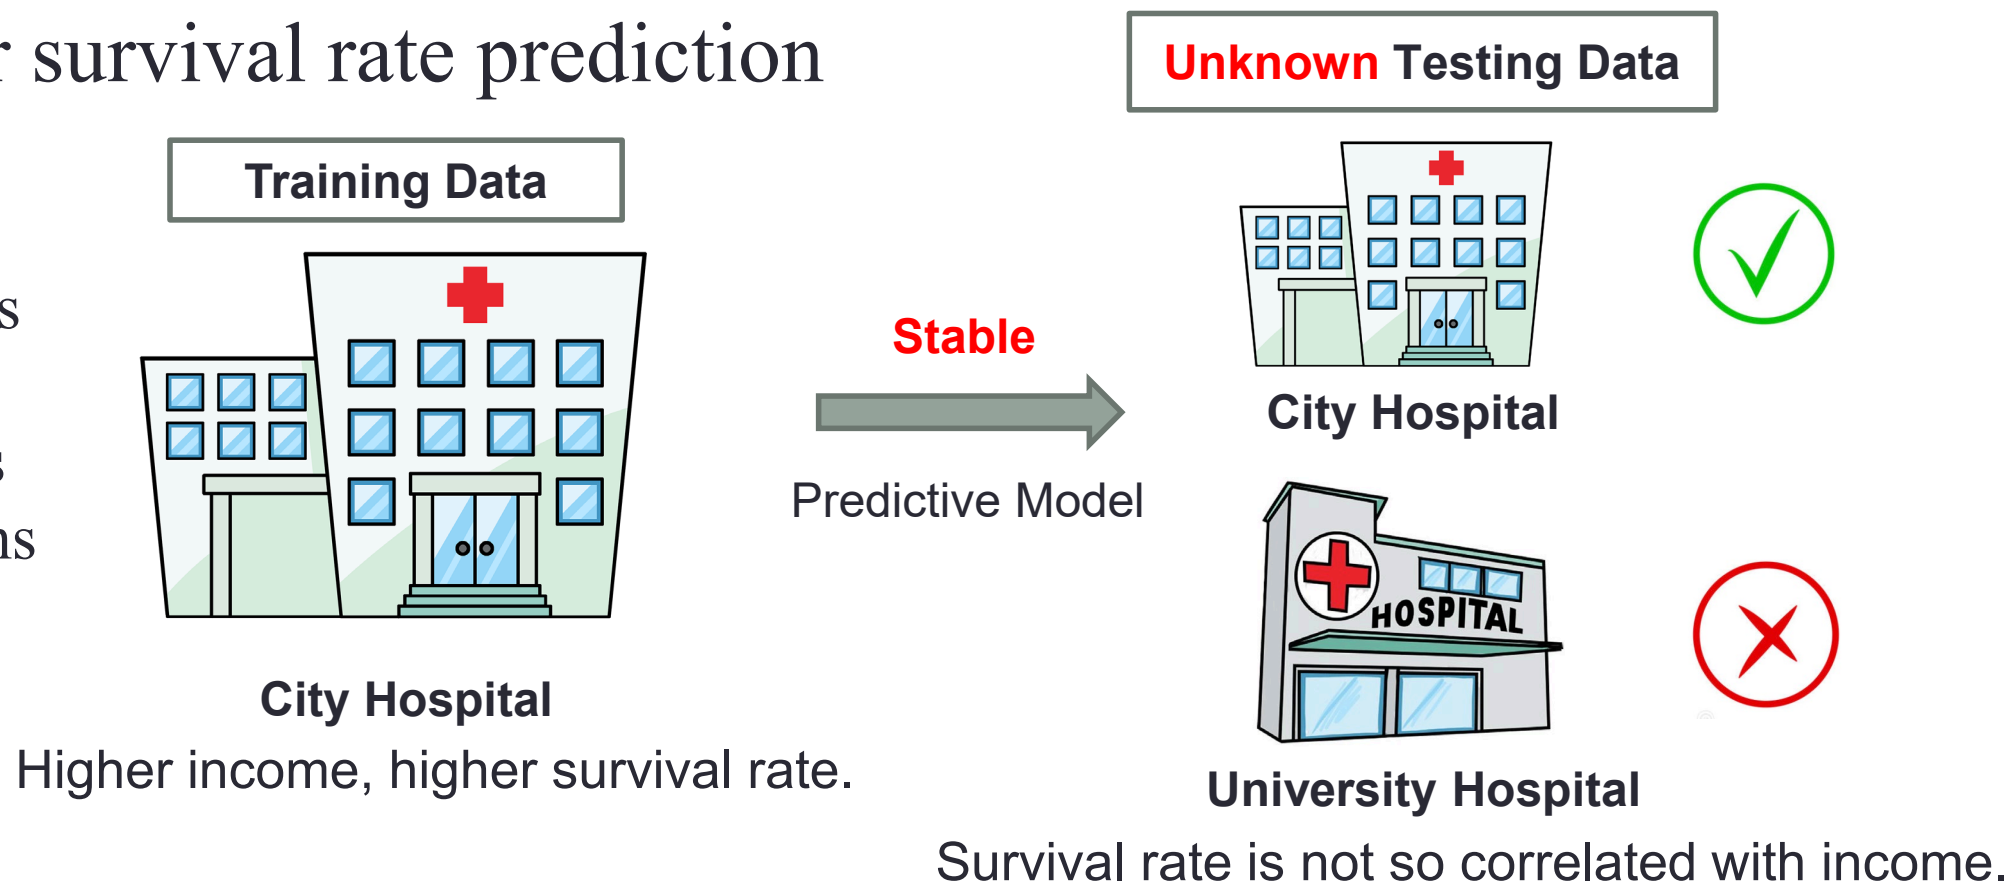 r survival rate prediction
Unknown Testing Data
Training Data
s
s
ns
Stable
Predictive Model
City Hospital
HOSPITAL
City Hospital
Higher income, higher survival rate.
University Hospital
Survival rate is not so correlated with income.